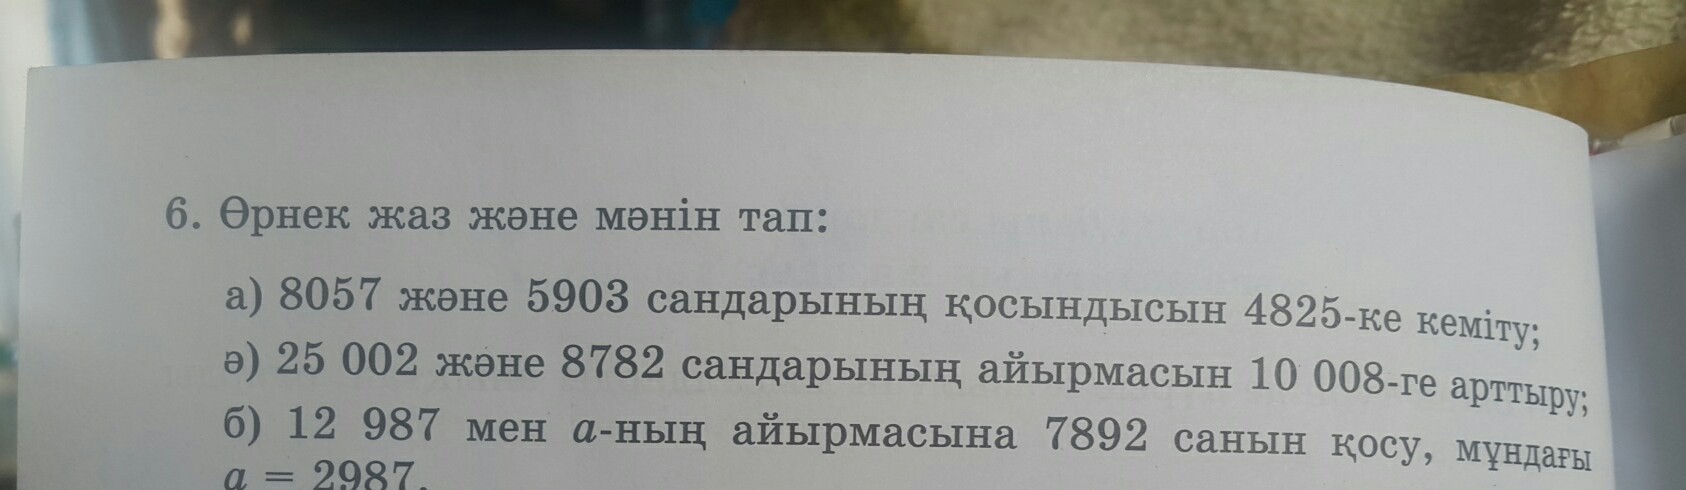 6. Өрнек жаз және мәнін тап:
а) 8057 және 5903 сандарының қосындысын 4825-ке кеміту;
ә) 25 002 және 8782 сандарының айырмасын 10 008-ге арттыру;
б) 12 987 мен а-ның айырмасына 7892 санын қосу, мұндағы
а = 2987.